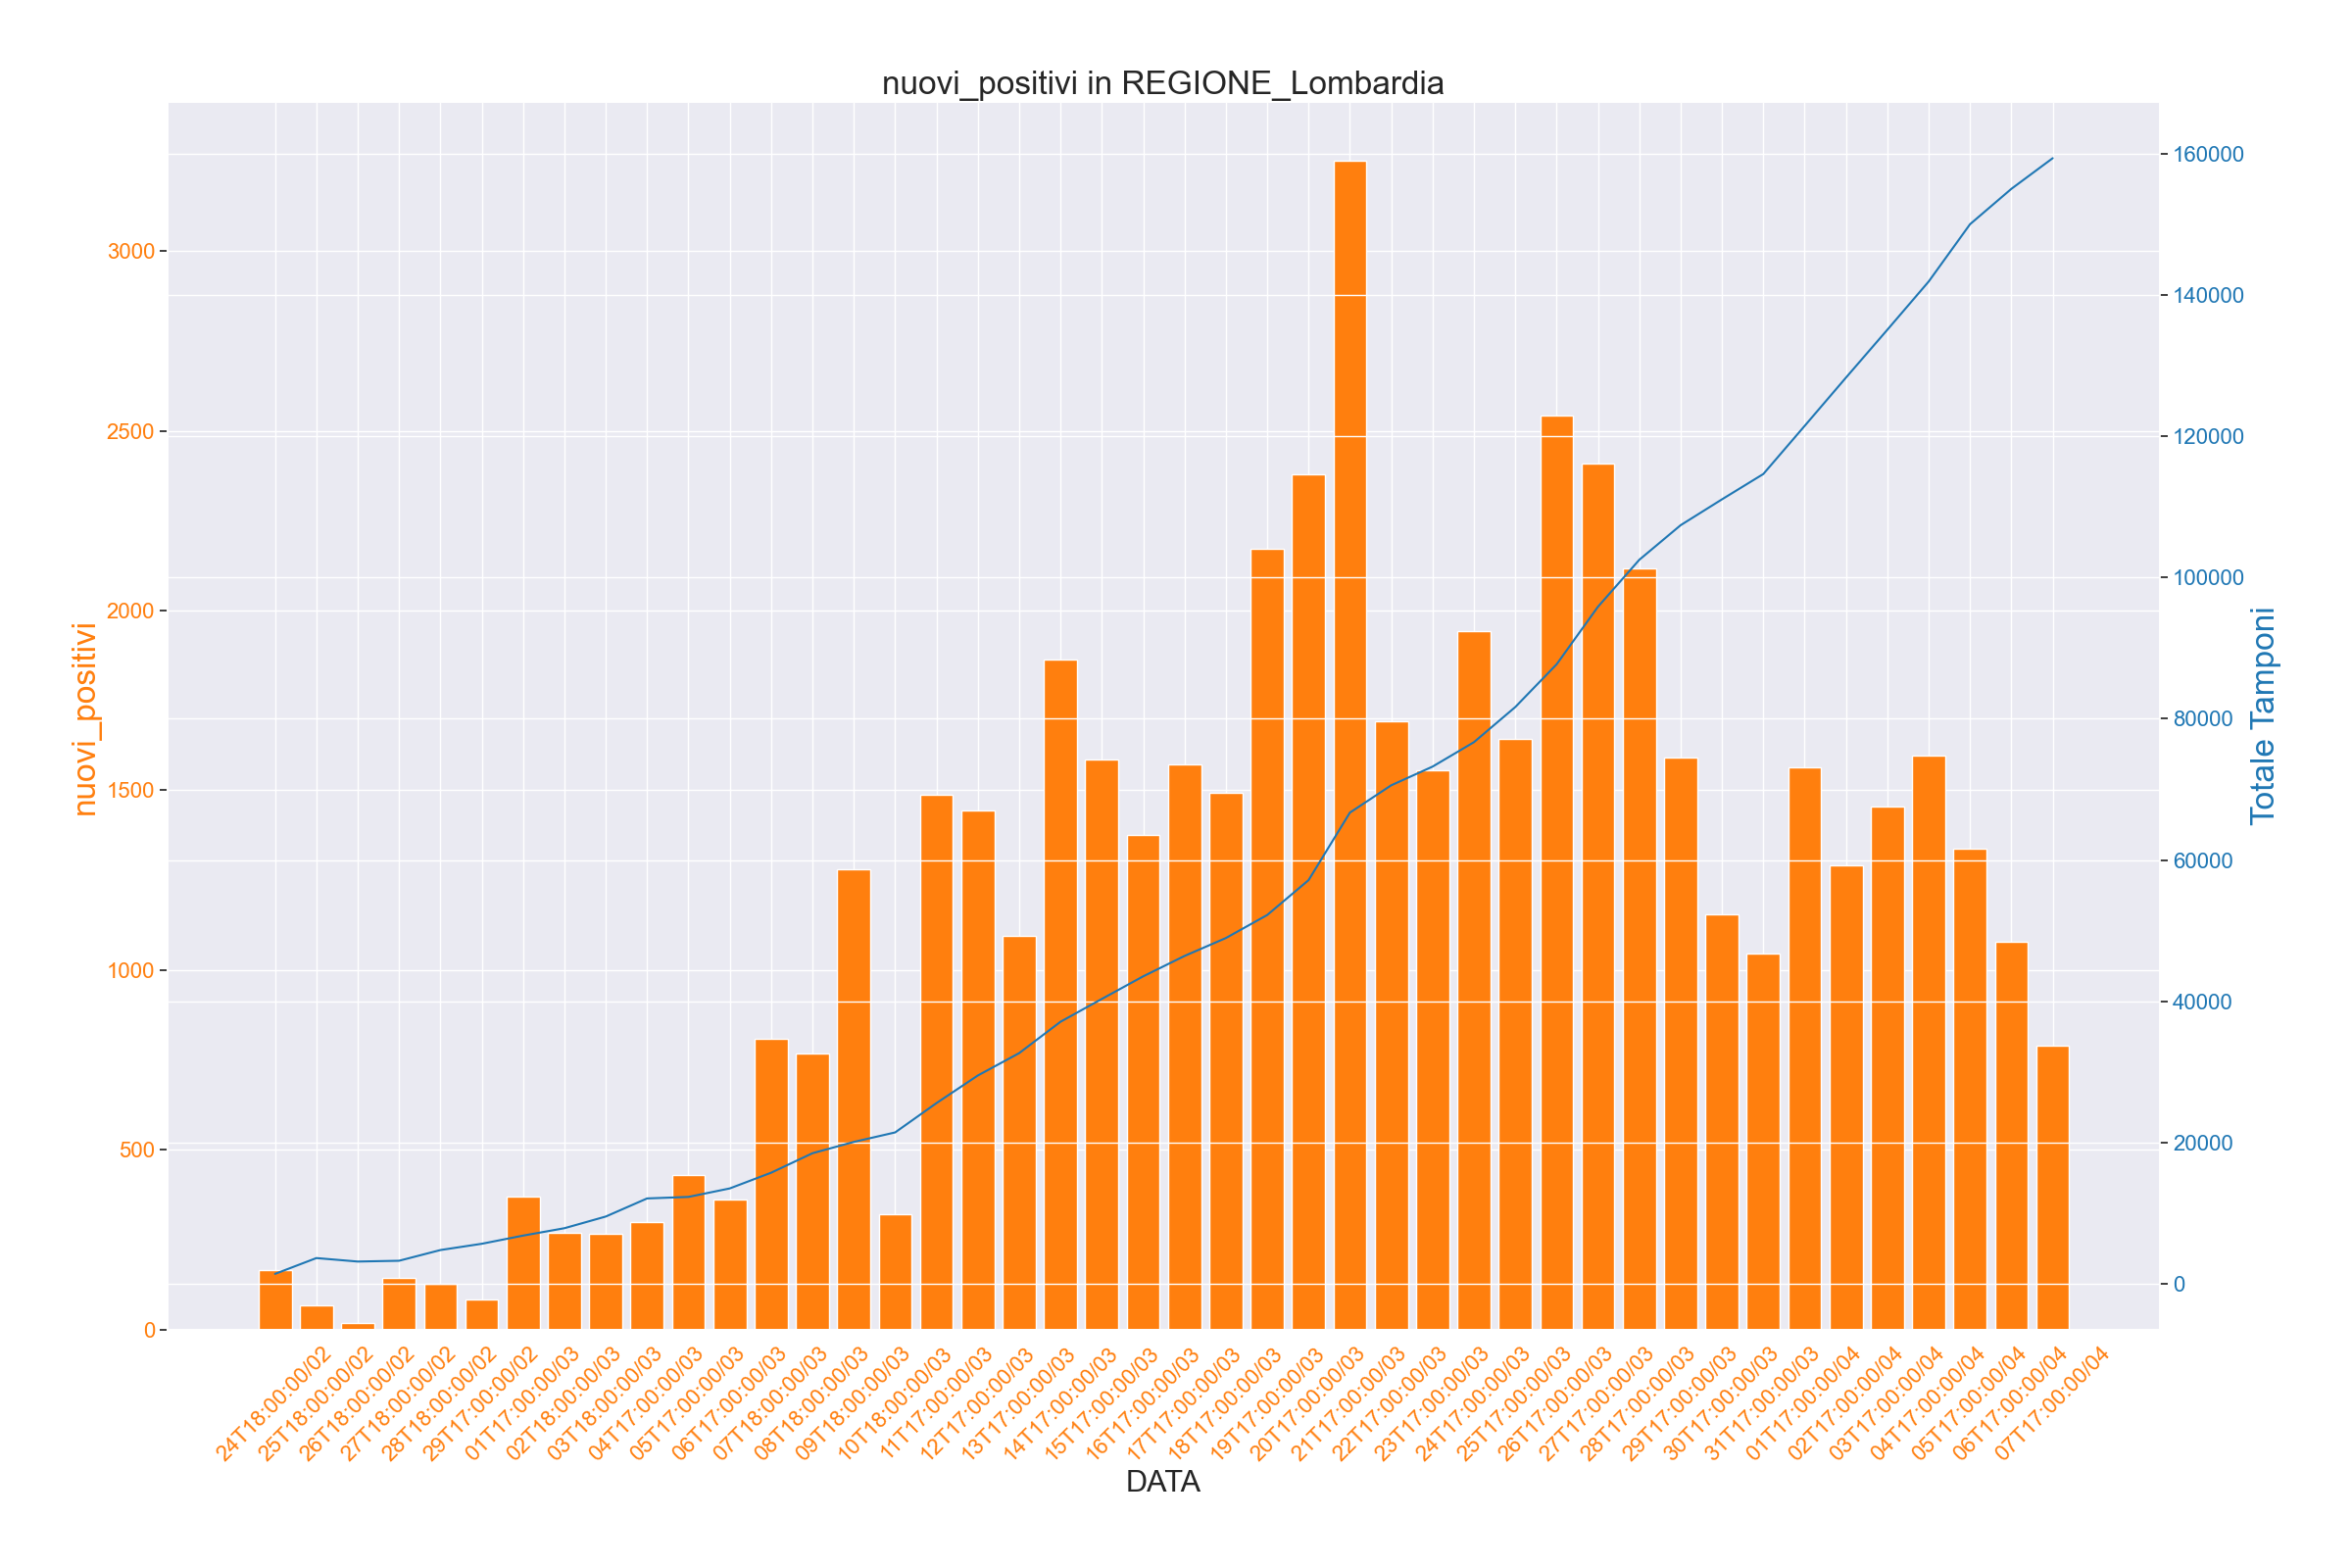 nuovi_positivi in REGIONE_Lombardia
nuovi_positivi
3000
2500
2000
1500
1000
500
0
160000
140000
120000
100000
80000
60000
40000
20000
0
Totale Tamponi
24T18:00:00/02
25T18:00:00/02
26T18:00:00/02
27T18:00:00/02
28T18:00:00/02
29T17:00:00/02
01T17:00:00/03
02T18:00:00/03
03T18:00:00/03
04T17:00:00/03
05T17:00:00/03
06T17:00:00/03
07T18:00:00/03
08T18:00:00/03
09T18:00:00/03
10T18:00:00/03
11T17:00:00/03
12T17:00:00/03
13T17:00:00/03
14T17:00:00/03
15T17:00:00/03
16T17:00:00/03
17T17:00:00/03
18T17:00:00/03
19T17:00:00/03
20T17:00:00/03
21T17:00:00/03
22T17:00:00/03
23T17:00:00/03
24T17:00:00/03
25T17:00:00/03
26T17:00:00/03
27T17:00:00/03
28T17:00:00/03
29T17:00:00/03
30T17:00:00/03
31T17:00:00/03
01T17:00:00/04
02T17:00:00/04
03T17:00:00/04
04T17:00:00/04
05T17:00:00/04
06T17:00:00/04
07T17:00:00/04
DATA